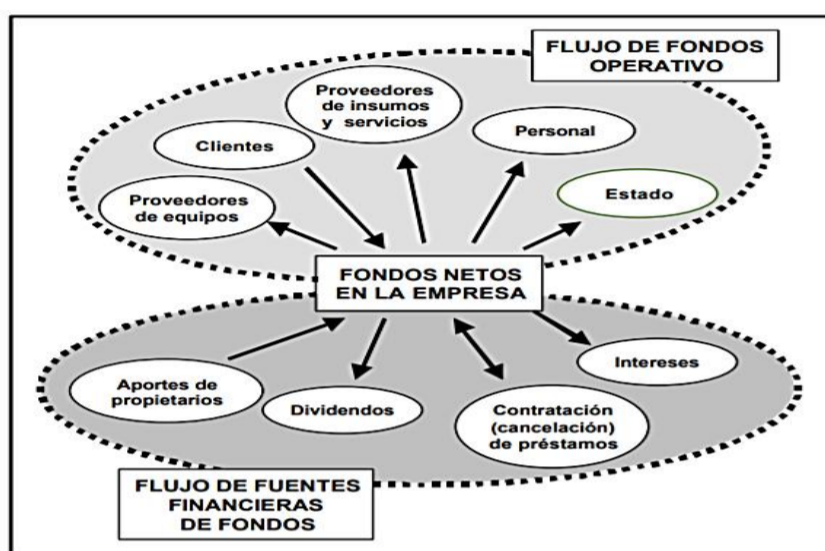 FLUJO DE FONDOS
OPERATIVO
Proveedores
de insumos
y servicios
Personal
Clientes
Estado
Proveedores
de equipos
FONDOS NETOS
EN LA EMPRESA
Aportes de
propietarios
Dividendos
Contratación
(cancelación)
de préstamos
Intereses
FLUJO DE FUENTES
FINANCIERAS
DE FONDOS